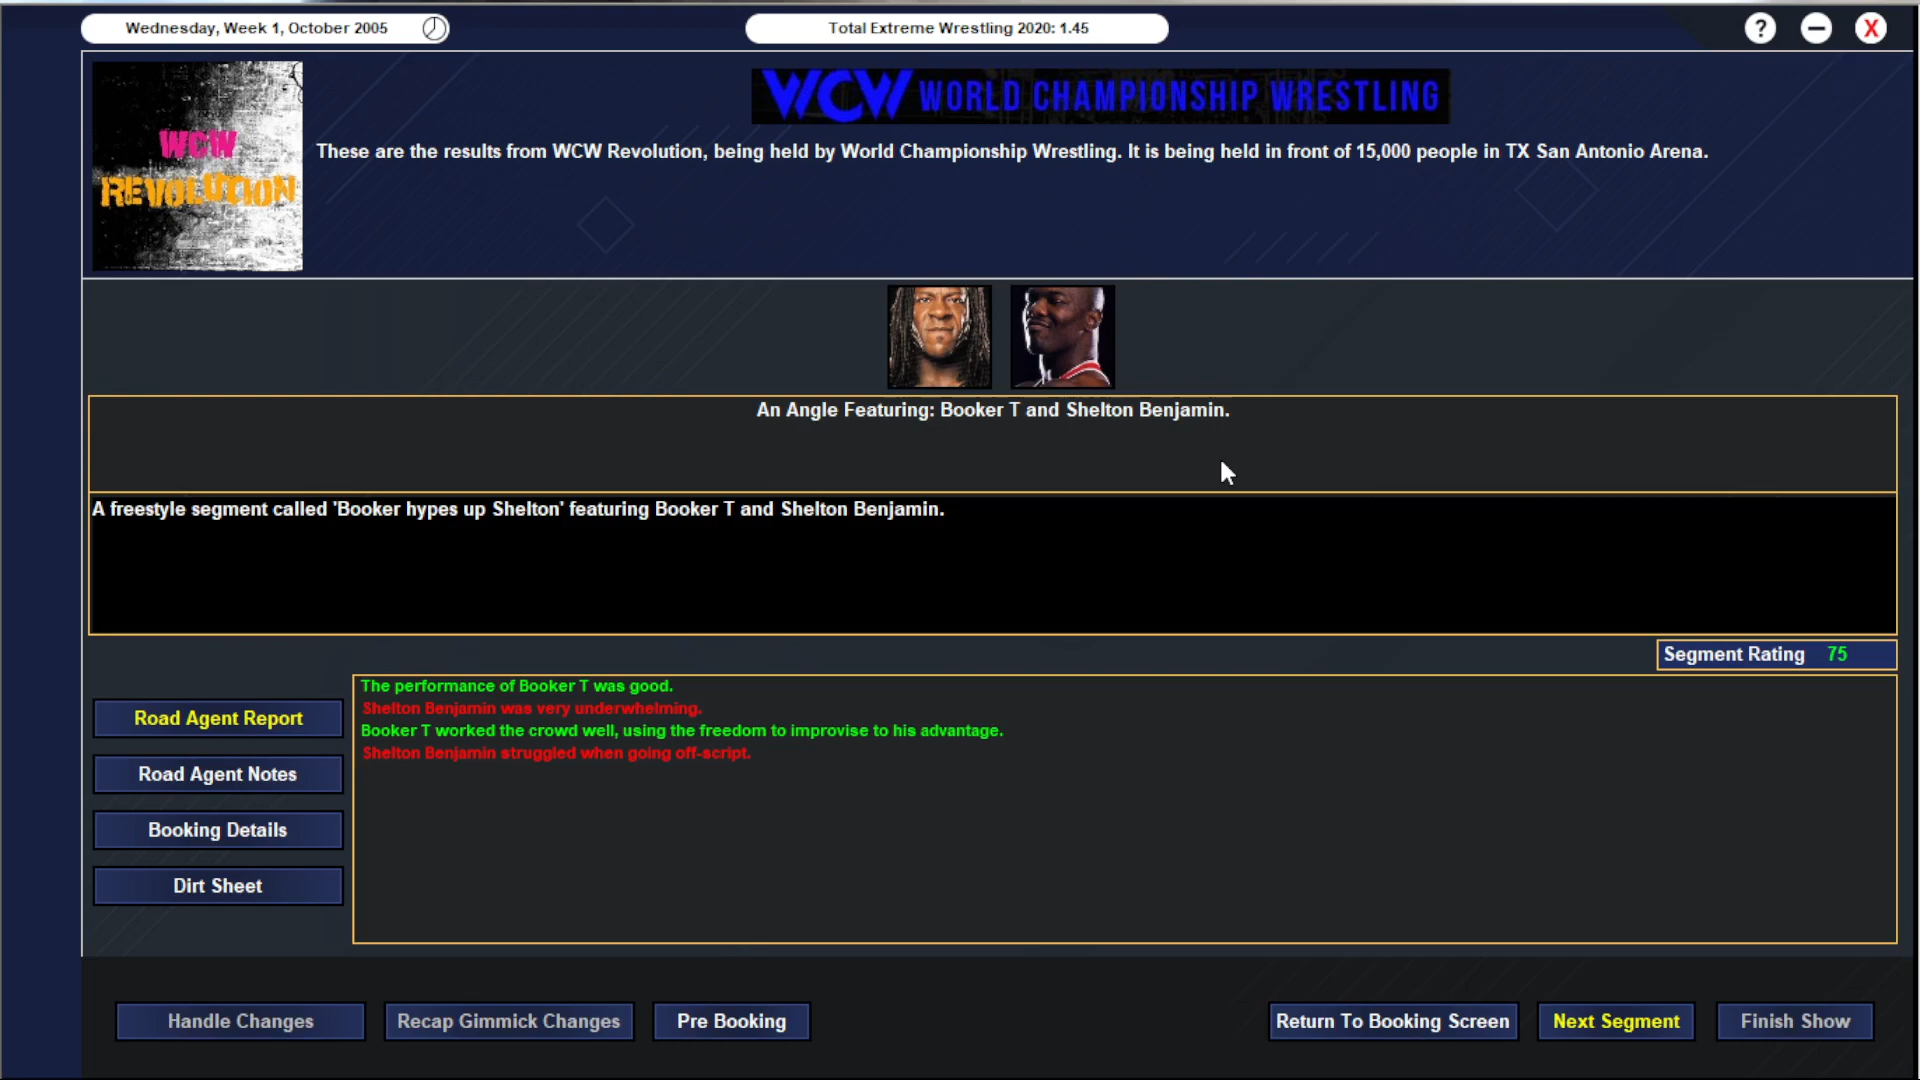 Wednesday, Week 1, October 2005
Total Extreme Wrestling 2020: 1.45
?
X
WCW WORLD CHAMPIONSHIP WRESTLING
WCW
REVOLUTION
These are the results from WCW Revolution, being held by World Championship Wrestling. It is being held in front of 15,000 people in TX San Antonio Arena.
An Angle Featuring: Booker T and Shelton Benjamin.
A freestyle segment called 'Booker hypes up Shelton' featuring Booker T and Shelton Benjamin.
Segment Rating 75
The performance of Booker T was good.
Shelton Benjamin was very underwhelming.
Booker T worked the crowd well, using the freedom to improvise to his advantage.
Shelton Benjamin struggled when going off-script.
Road Agent Report
Road Agent Notes
Booking Details
Dirt Sheet
Handle Changes
Recap Gimmick Changes
Pre Booking
Return To Booking Screen
Next Segment
Finish Show